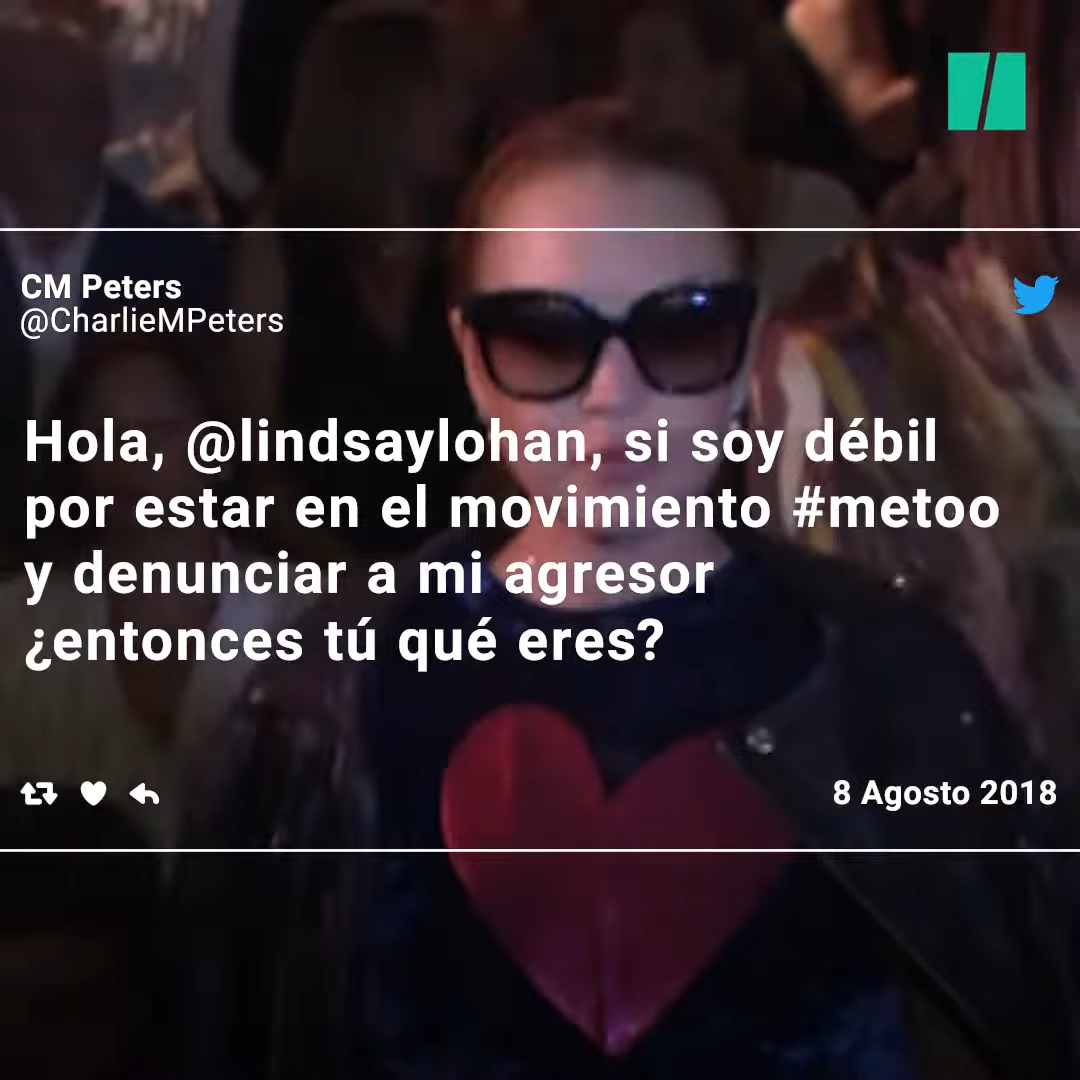 CM Peters
@CharlieMPeters
Hola, @lindsaylohan, si soy débil
por estar en el movimiento #metoo
y denunciar a mi agresor
¿entonces tú qué eres?
8 Agosto 2018